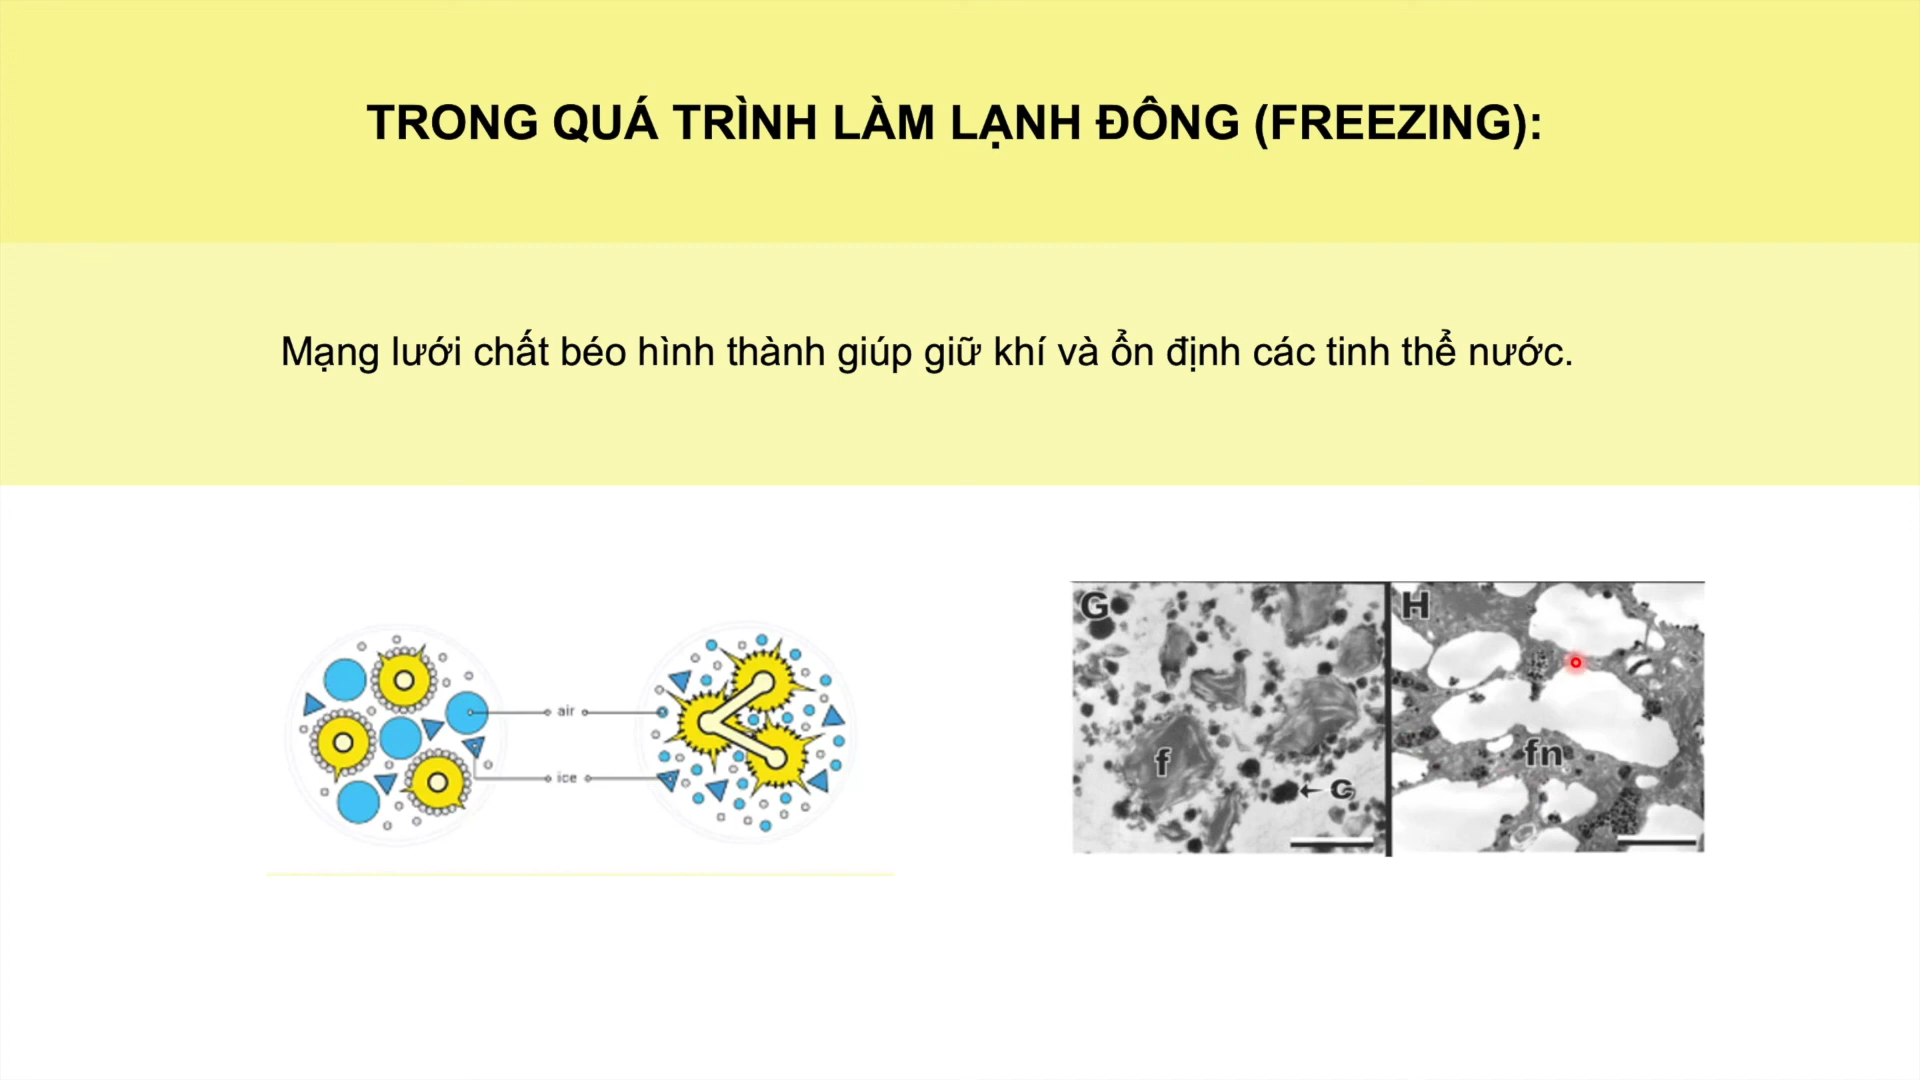 TRONG QUÁ TRÌNH LÀM LẠNH ĐÔNG (FREEZING):
Mạng lưới chất béo hình thành giúp giữ khí và ổn định các tinh thể nước.
air
ice
G
f
C
H
fn